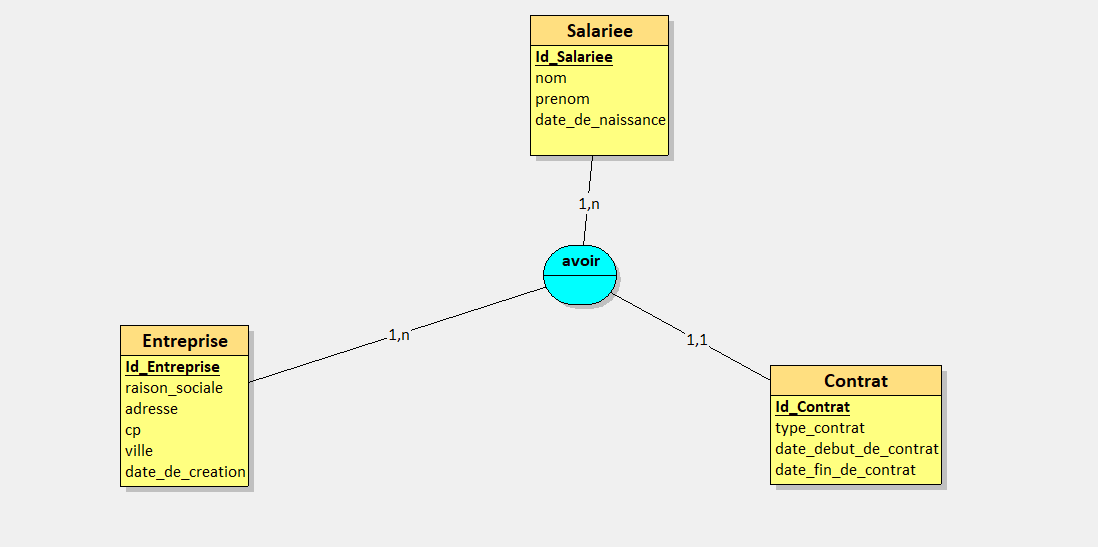 Salariee
Id_Salariee
nom
prenom
date_de_naissance
1,n
avoir
1,n
1,1
Entreprise
Id_Entreprise
raison_sociale
adresse
cp
ville
date_de_creation
Contrat
Id_Contrat
type_contrat
date_debut_de_contrat
date_fin_de_contrat